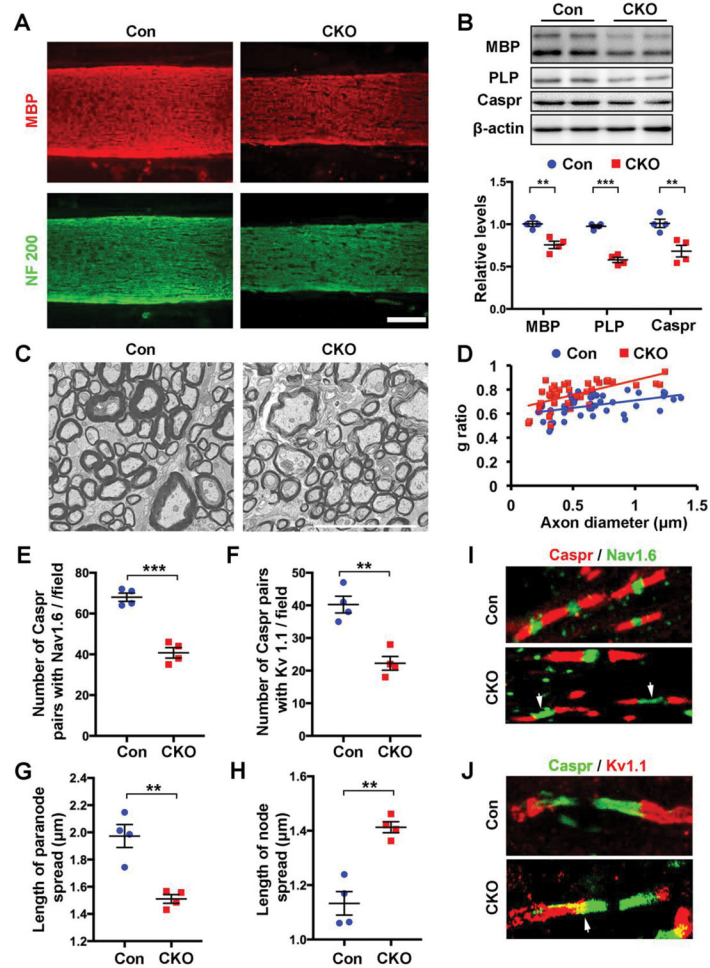 A
Con
CKO
MBP
NF 200
B
Con CKO
MBP
PLP
Caspr
β-actin
Con CKO
Relative levels
1.5
1.0
0.5
0.0
** *** **
MBP PLP Caspr
C
Con
CKO
D
Con CKO
g ratio
1
0.8
0.6
0.4
0.2
0
0 0.5 1 1.5
Axon diameter (μm)
E
Number of Caspr
pairs with Nav1.6 / /field
80
60
40
20
0
***
Con CKO
F
Number of Caspr pairs
with Kv 1.1 / field
60
40
20
0
**
Con CKO
G
Length of paranode
spread (μm)
2.4
2.2
2.0
1.8
1.6
1.4
1.2
**
Con CKO
H
Length of node
spread (μm)
1.6
1.4
1.2
1.0
**
Con CKO
I
Caspr / Nav1.6
Con
CKO
J
Caspr / Kv1.1
Con
CKO